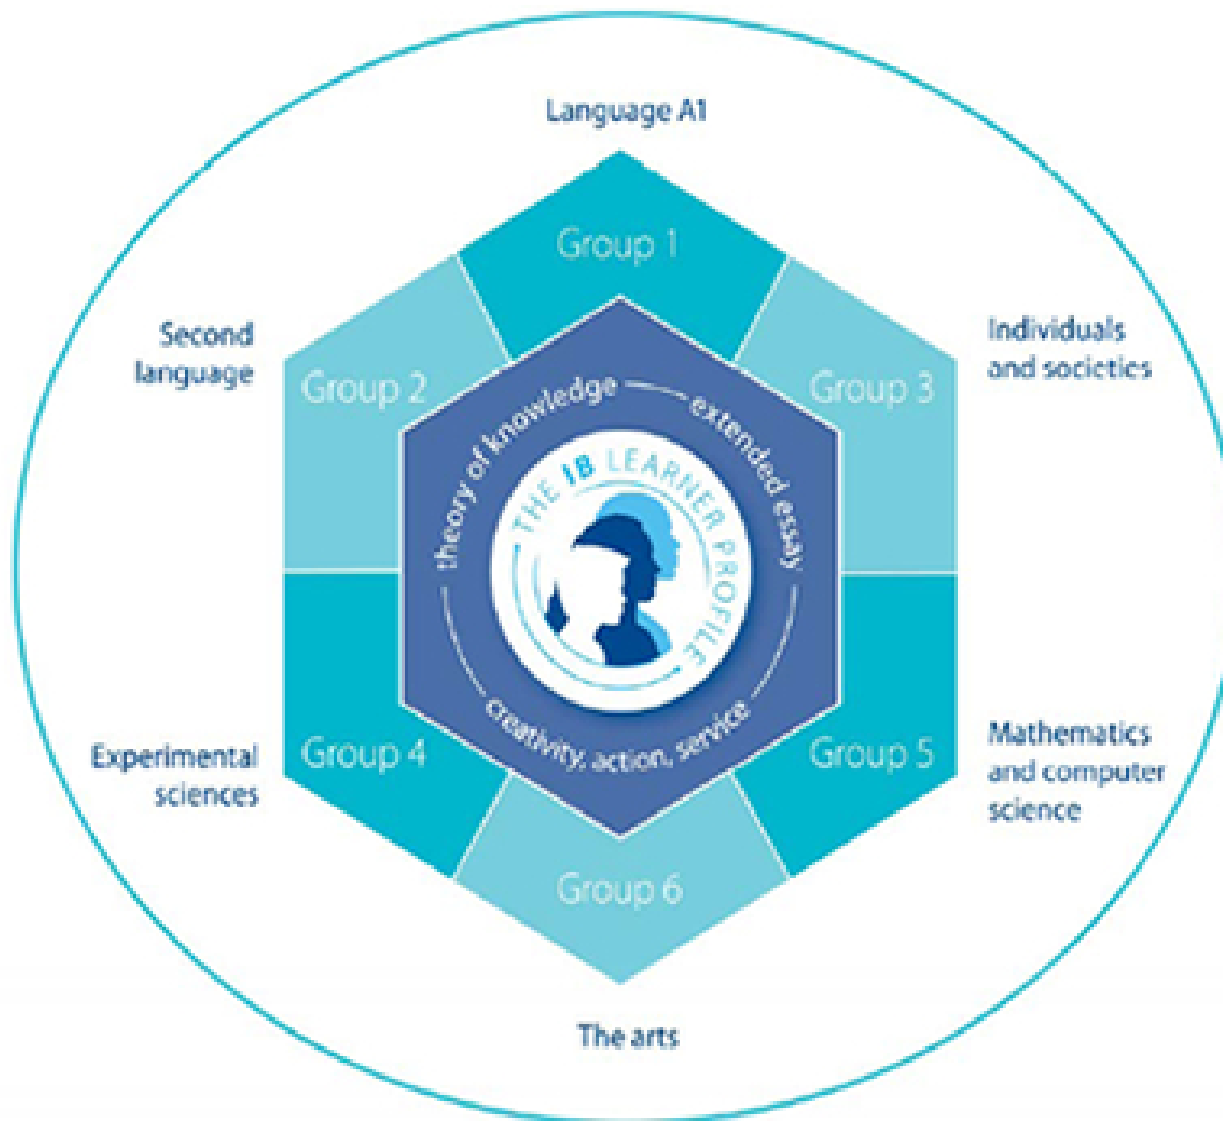 Language A1
Group 1
Second
language
Group 2
Group 3
Individuals
and societies
theory of knowledge
extended essay
THE IB LEARNER PROFILE
creativity, action, service
Experimental
sciences
Group 4
Group 5
Mathematics
and computer
science
Group 6
The arts